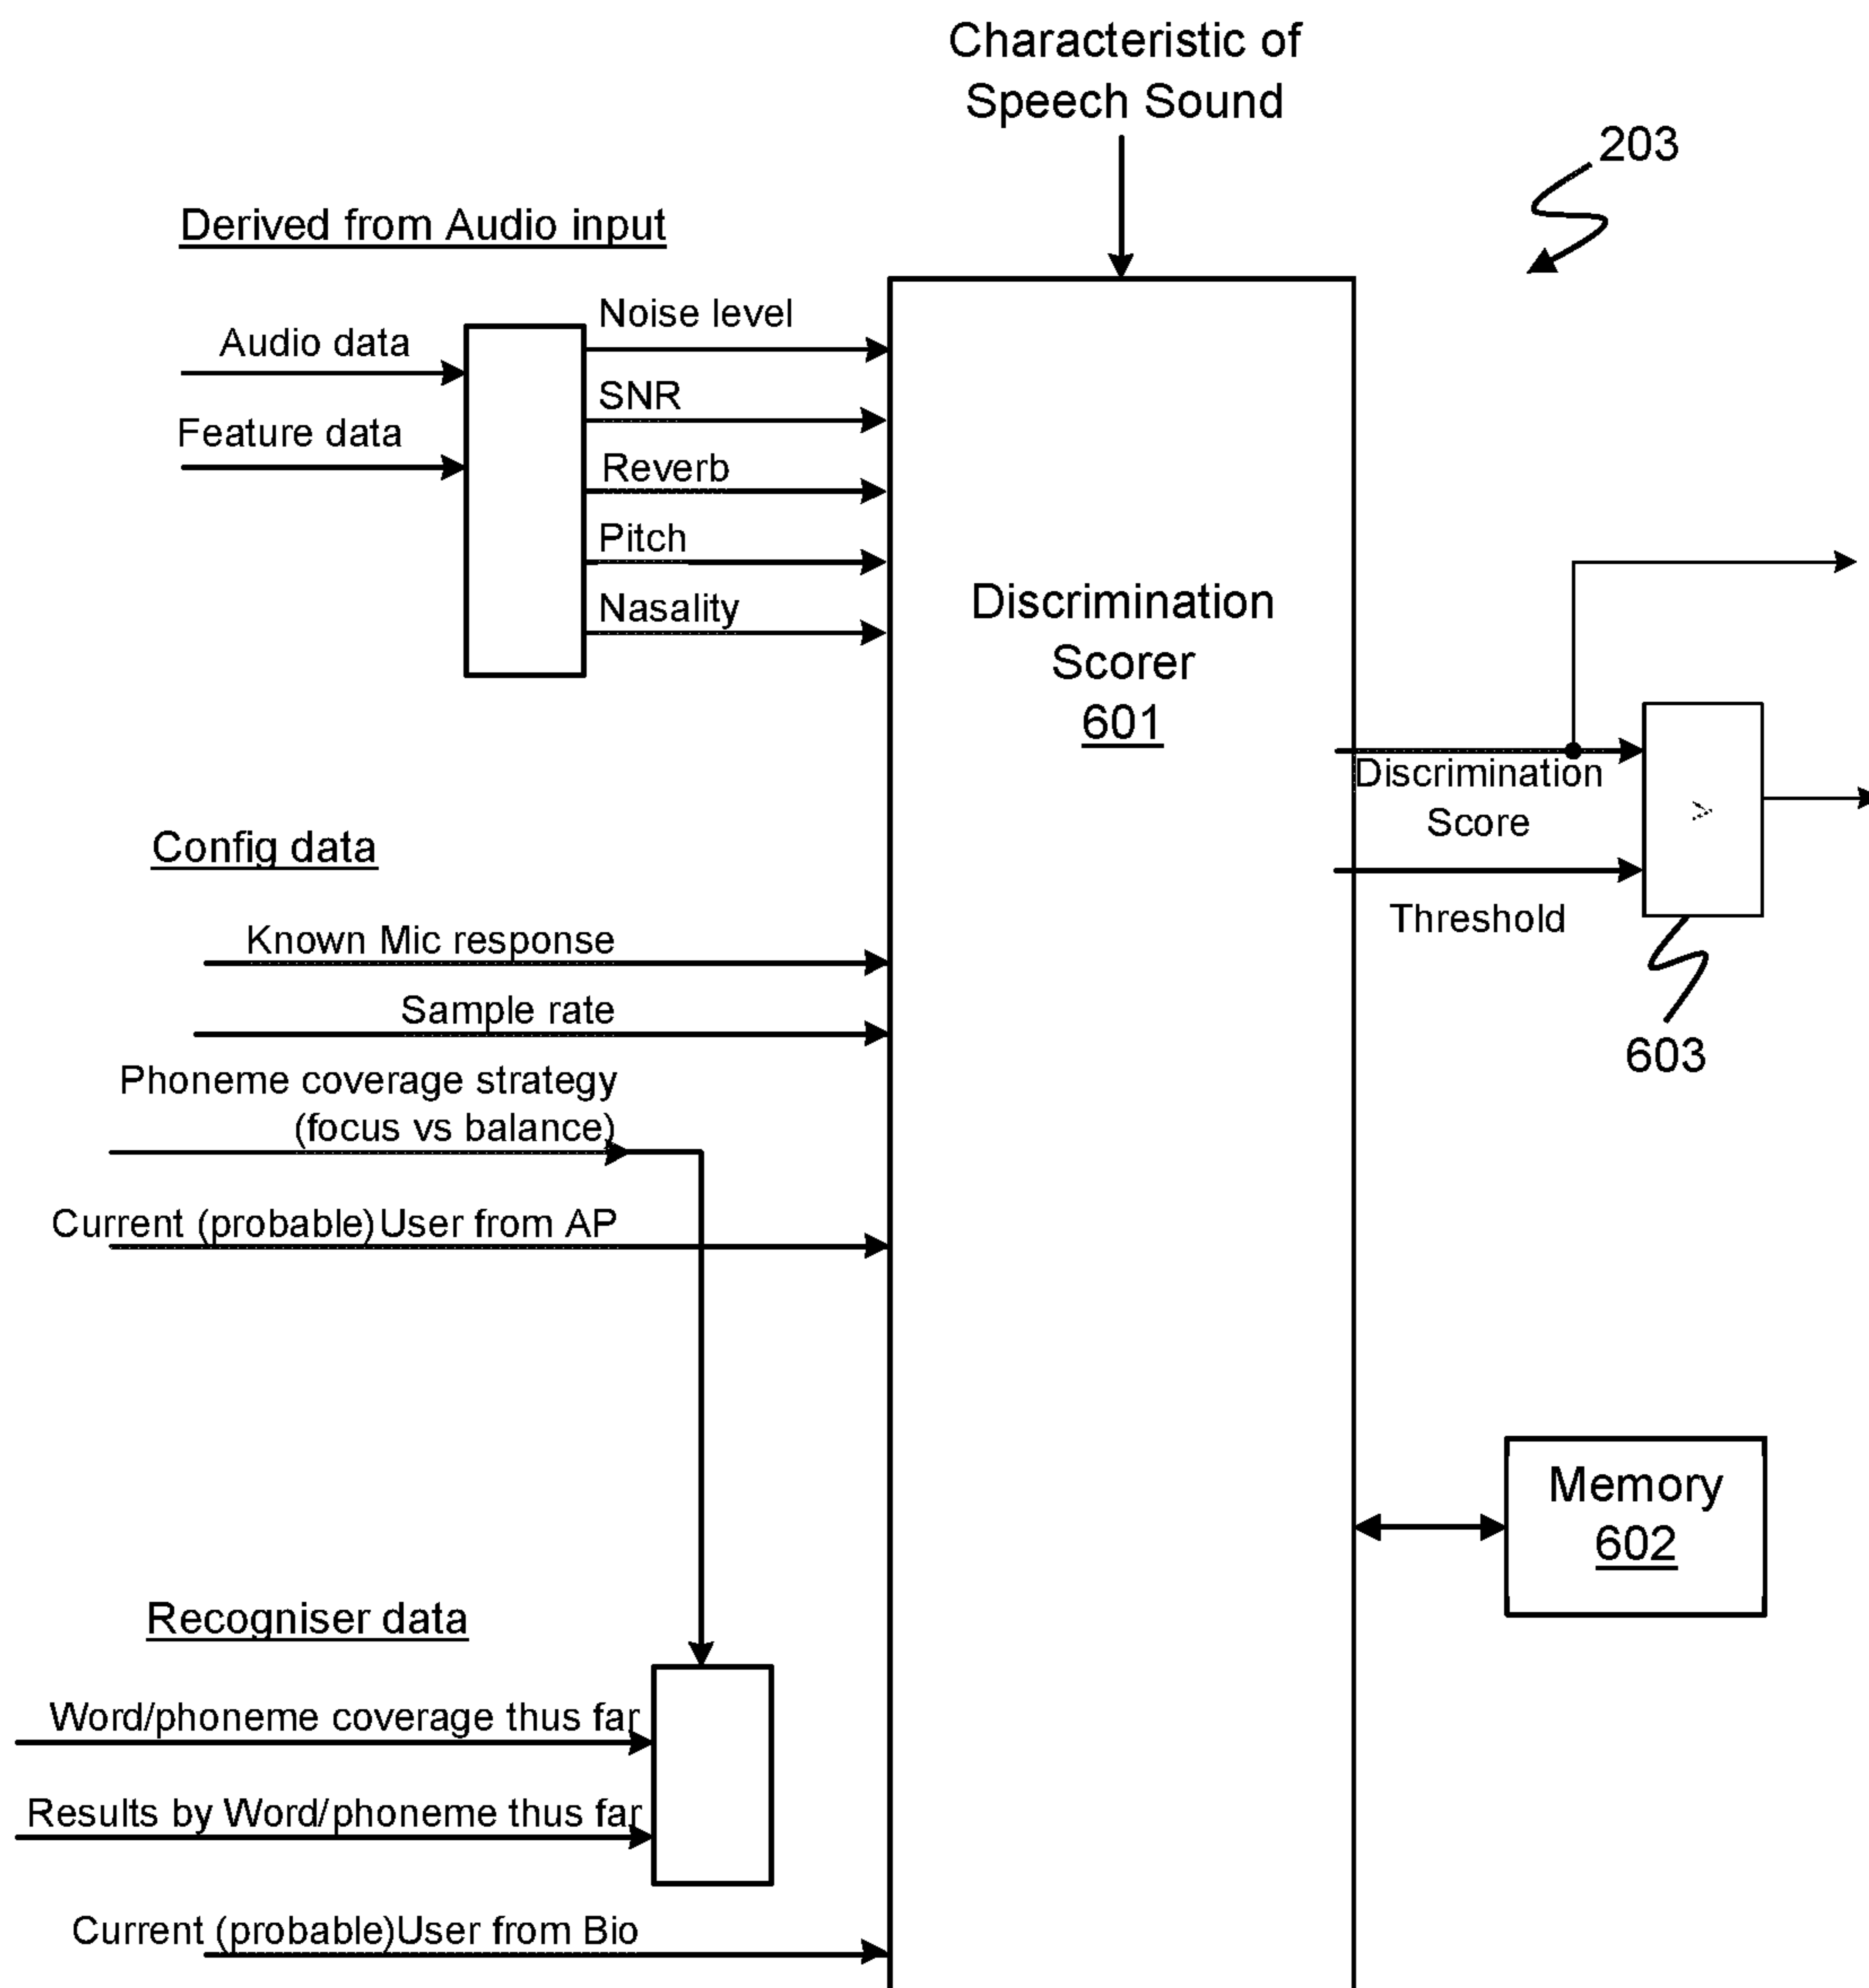 Characteristic of
Speech Sound
203
Derived from Audio input
Audio data
Feature data
Noise level
SNR
Reverb
Pitch
Nasality
Discrimination
Scorer
601
Discrimination
Score
>
Threshold
603
Config data
Known Mic response
Sample rate
Phoneme coverage strategy
(focus vs balance)
Current (probable)User from AP
Memory
602
Recogniser data
Word/phoneme coverage thus far
Results by Word/phoneme thus far
Current (probable)User from Bio